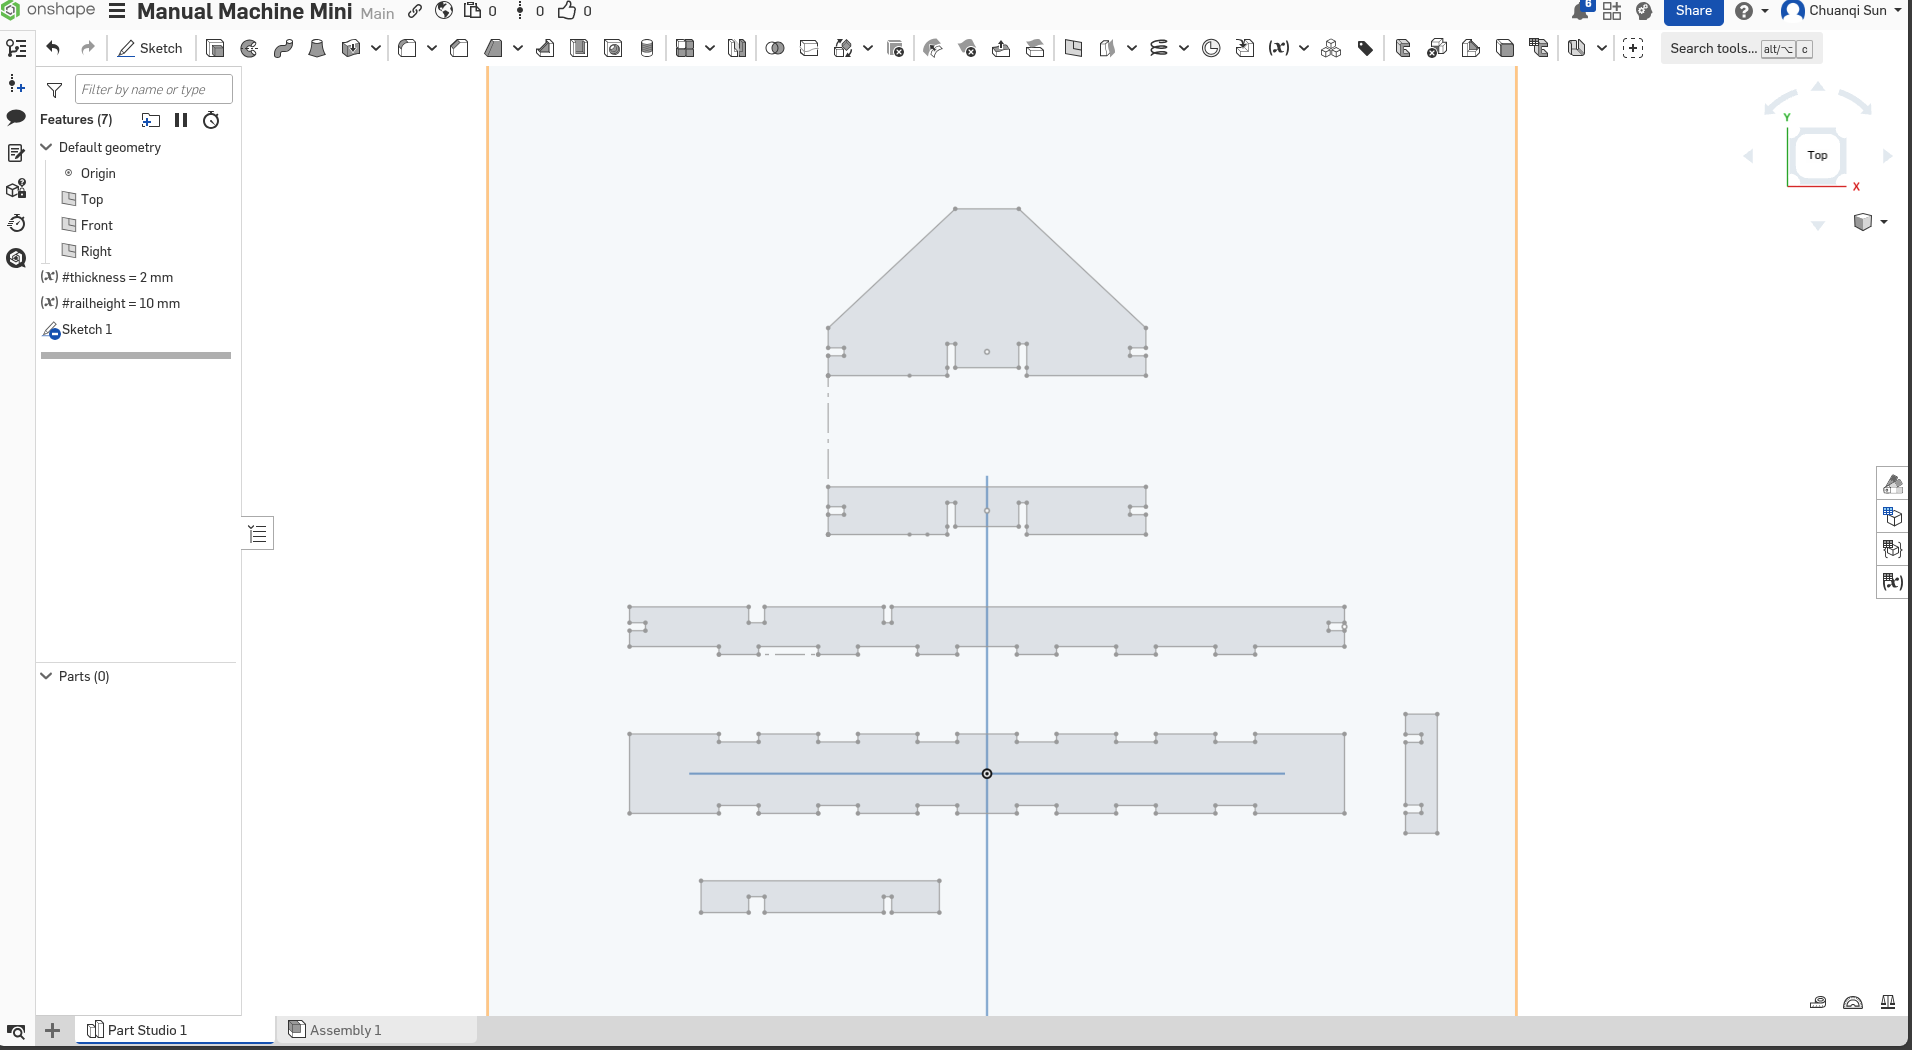 onshape
Manual Machine Mini
Main
0
0
0
6
Share
Chuanqi Sun
Sketch
(x)
Search tools...
alt/⌥
c
Filter by name or type
Features (7)
Default geometry
Origin
Top
Front
Right
(x) #thickness = 2 mm
(x) #railheight = 10 mm
Sketch 1
Parts (0)
Y
Top
X
(x)
Part Studio 1
Assembly 1